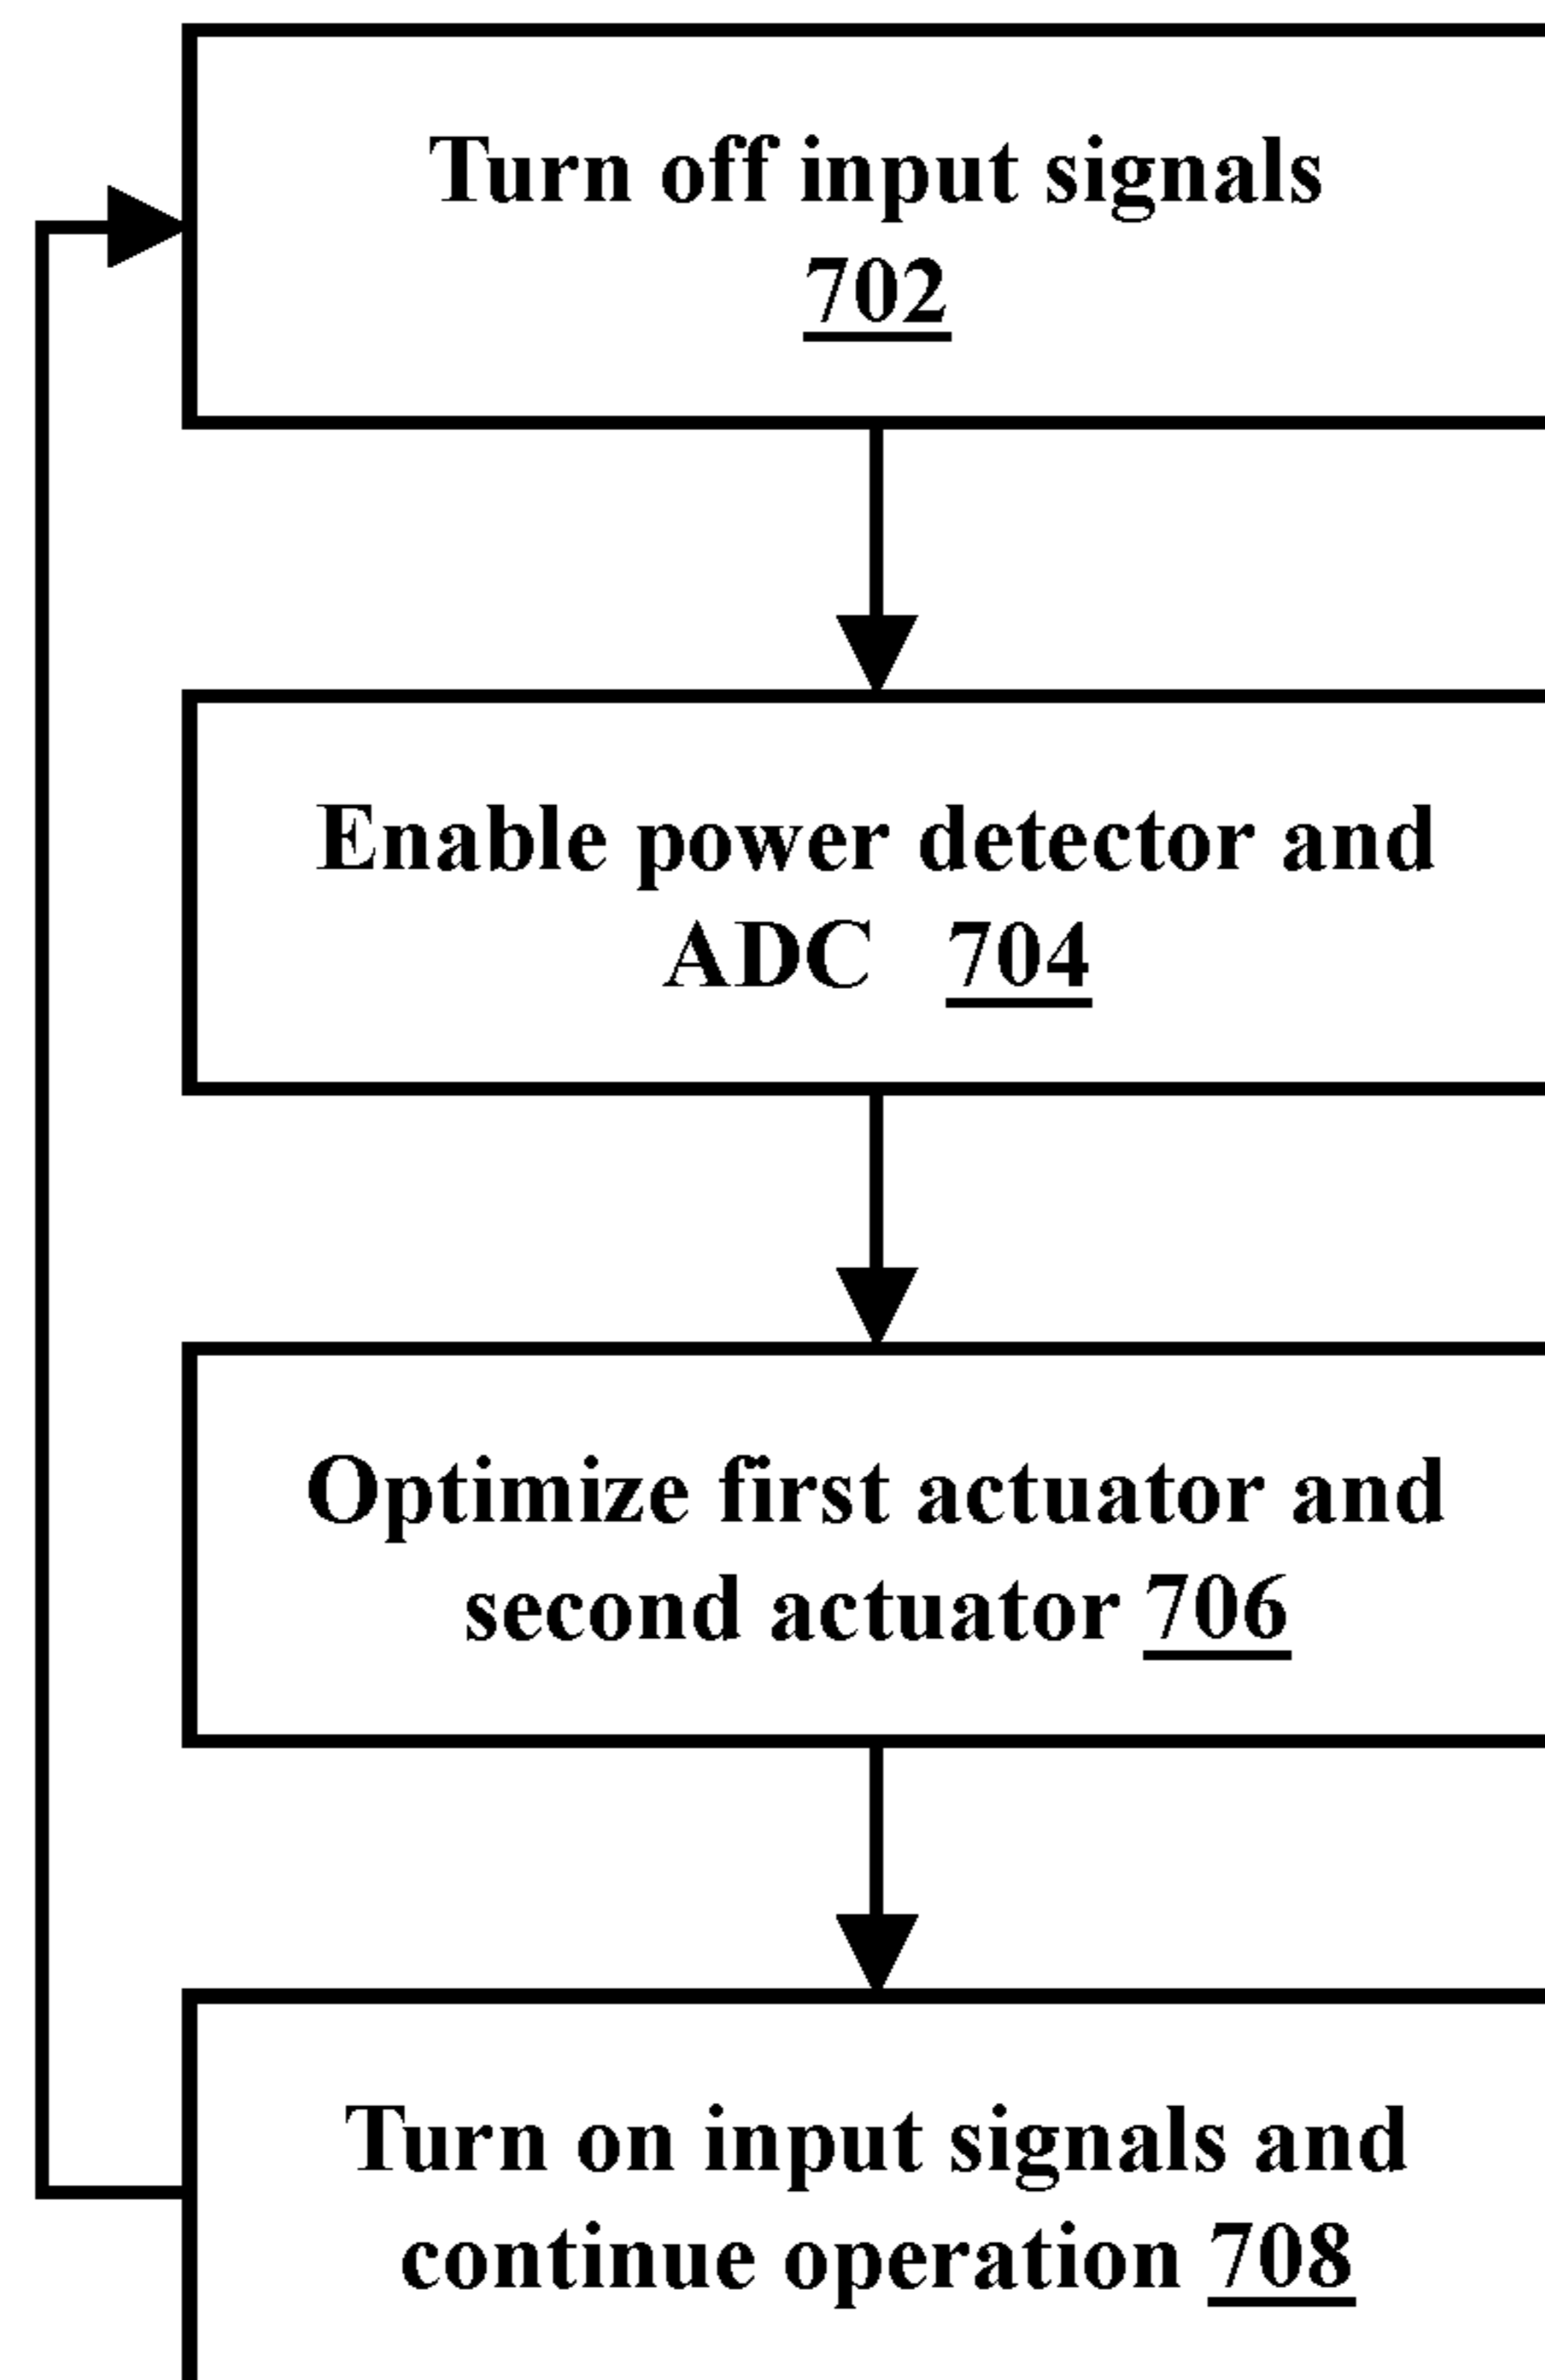 Turn off input signals
702
Enable power detector and
ADC 704
Optimize first actuator and
second actuator 706
Turn on input signals and
continue operation 708